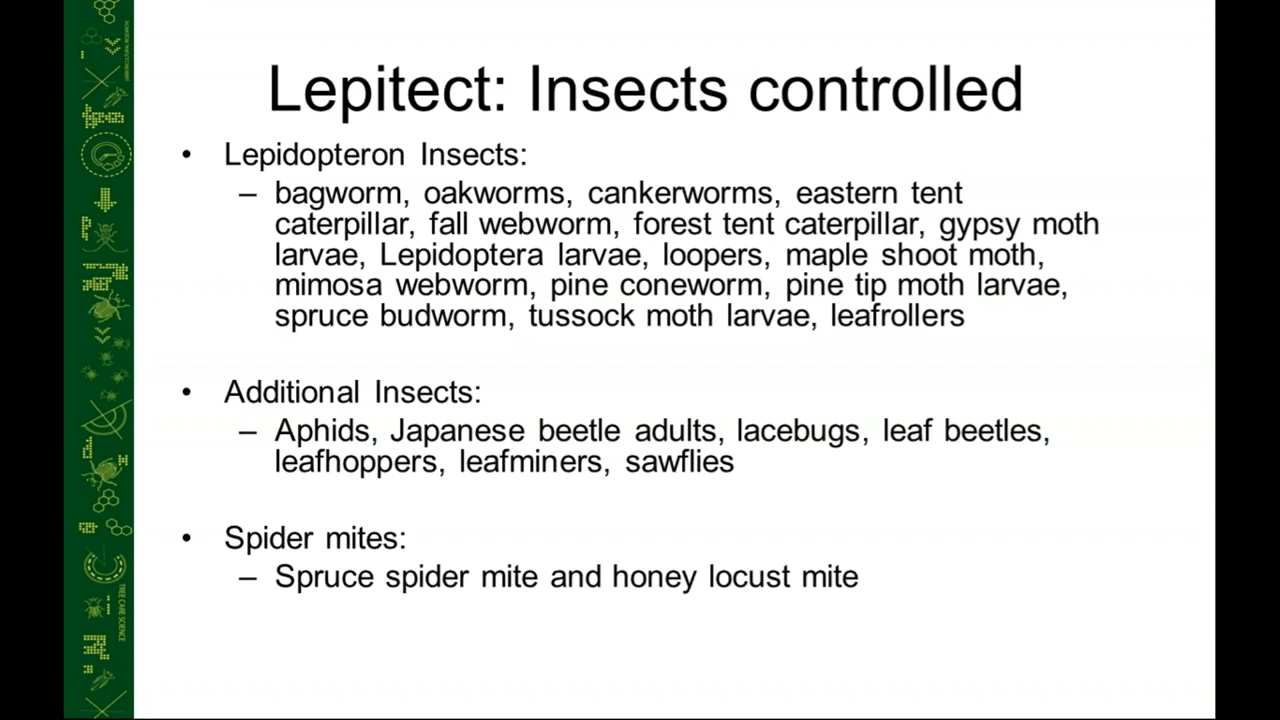 Lepitect: Insects controlled
• Lepidopteron Insects:
– bagworm, oakworms, cankerworms, eastern tent
caterpillar, fall webworm, forest tent caterpillar, gypsy moth
larvae, Lepidoptera larvae, loopers, maple shoot moth,
mimosa webworm, pine coneworm, pine tip moth larvae,
spruce budworm, tussock moth larvae, leafrollers
• Additional Insects:
– Aphids, Japanese beetle adults, lacebugs, leaf beetles,
leafhoppers, leafminers, sawflies
• Spider mites:
– Spruce spider mite and honey locust mite
TREE CARE SCIENCE